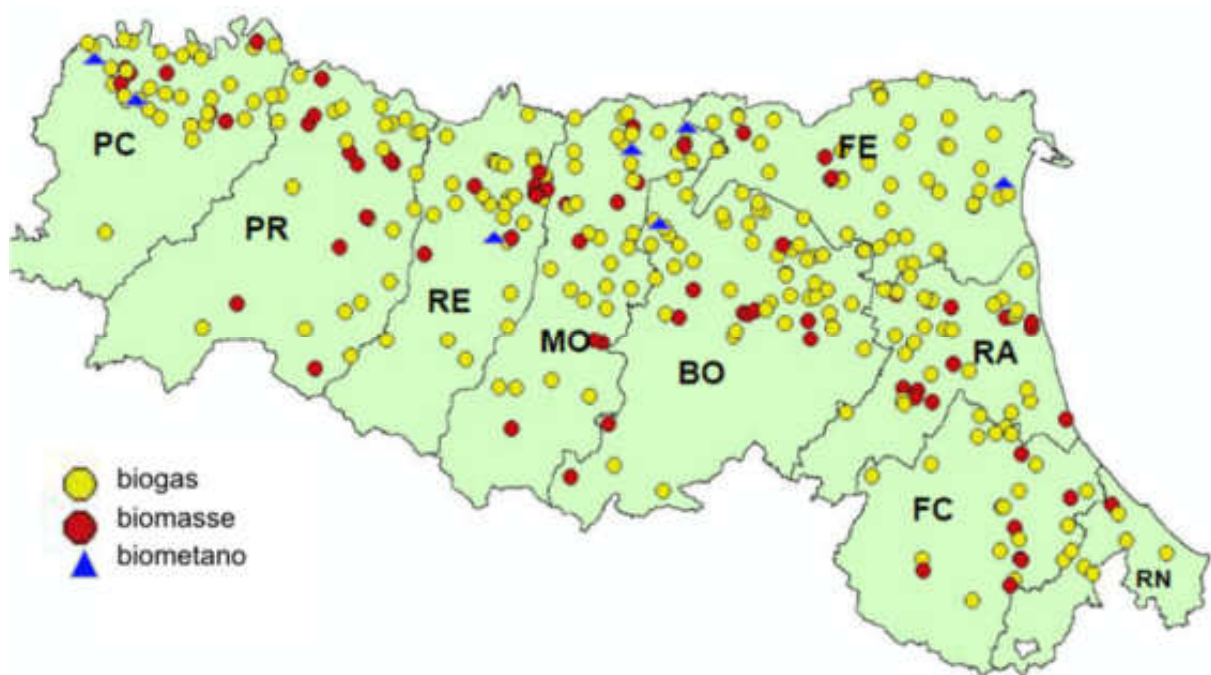 PC
FE
PR
RE
MO
RA
BO
FC
RN
biogas
biomasse
biometano